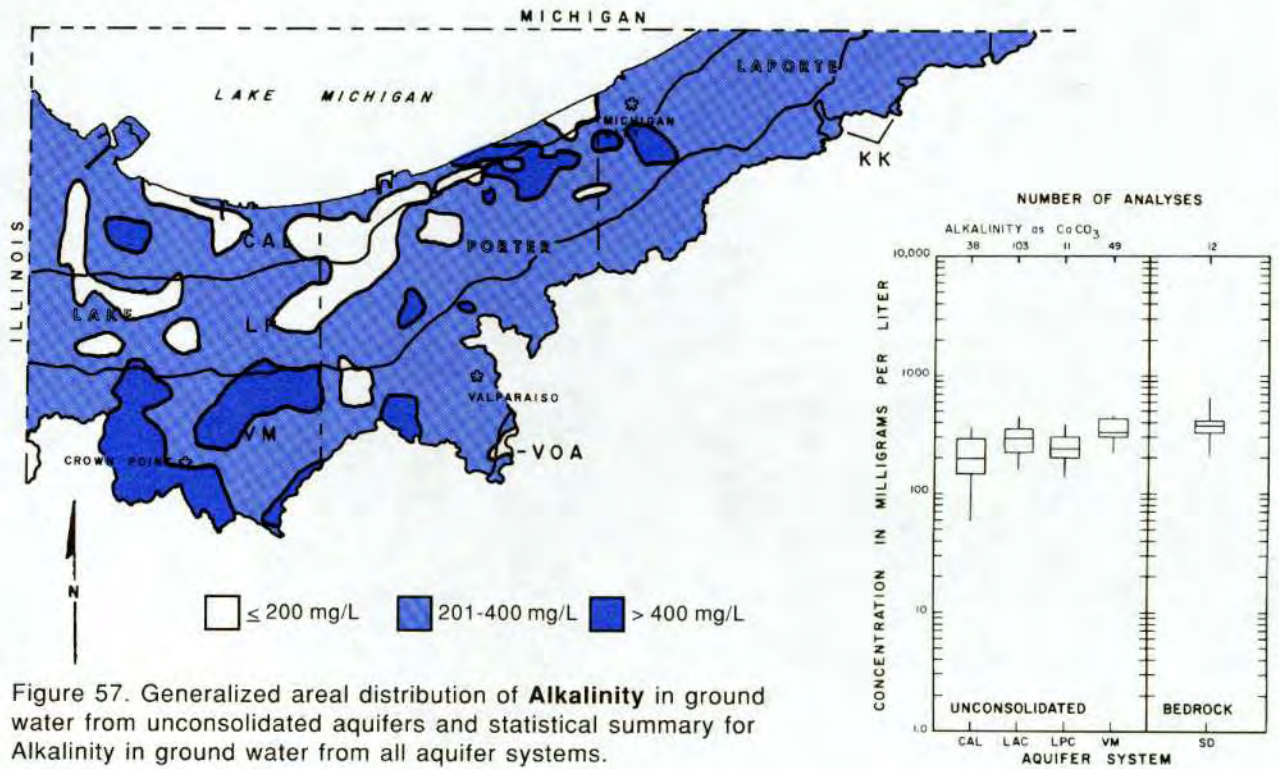 MICHIGAN
LAKE MICHIGAN
LAPORTE
MICHIGAN
KK
ILLINOIS
CAL
PORTER
LAKE
VALPARAISO
VM
VOA
CROWN POINT
N
≤ 200 mg/L
201-400 mg/L
> 400 mg/L
Figure 57. Generalized areal distribution of Alkalinity in ground
water from unconsolidated aquifers and statistical summary for
Alkalinity in ground water from all aquifer systems.
NUMBER OF ANALYSES
ALKALINITY as CaCO3
38 103 11 49 12
CONCENTRATION IN MILLIGRAMS PER LITER
10,000
1000
100
10
1.0
UNCONSOLIDATED BEDROCK
CAL LAC LPC VM SD
AQUIFER SYSTEM